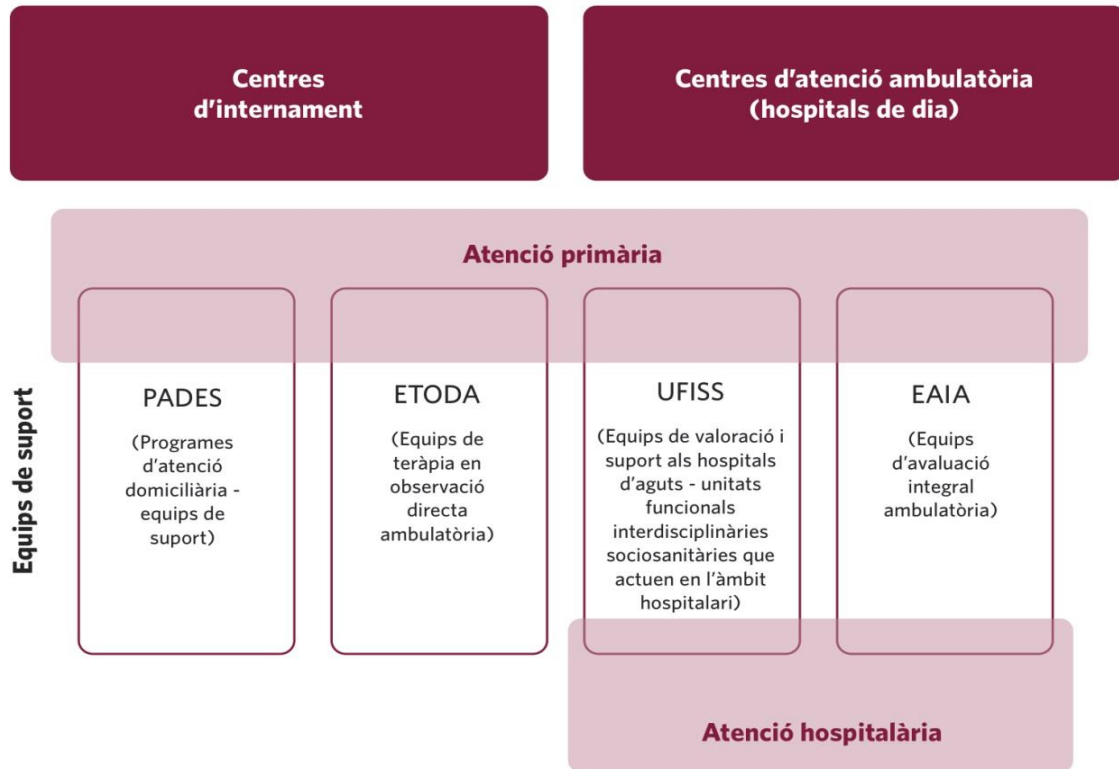 Centres
d'internament
Centres d'atenció ambulatòria
(hospitals de dia)
Atenció primària
Equips de suport
PADES
(Programes
d'atenció
domiciliària -
equips de
suport)
ETODA
(Equips de
teràpia en
observació
directa
ambulatòria)
UFISS
(Equips de valoració i
suport als hospitals
d'aguts - unitats
funcionals
interdisciplinàries
sociosanitàries que
actuen en l'àmbit
hospitalari)
EAIA
(Equips
d'avaluació
integral
ambulatòria)
Atenció hospitalària